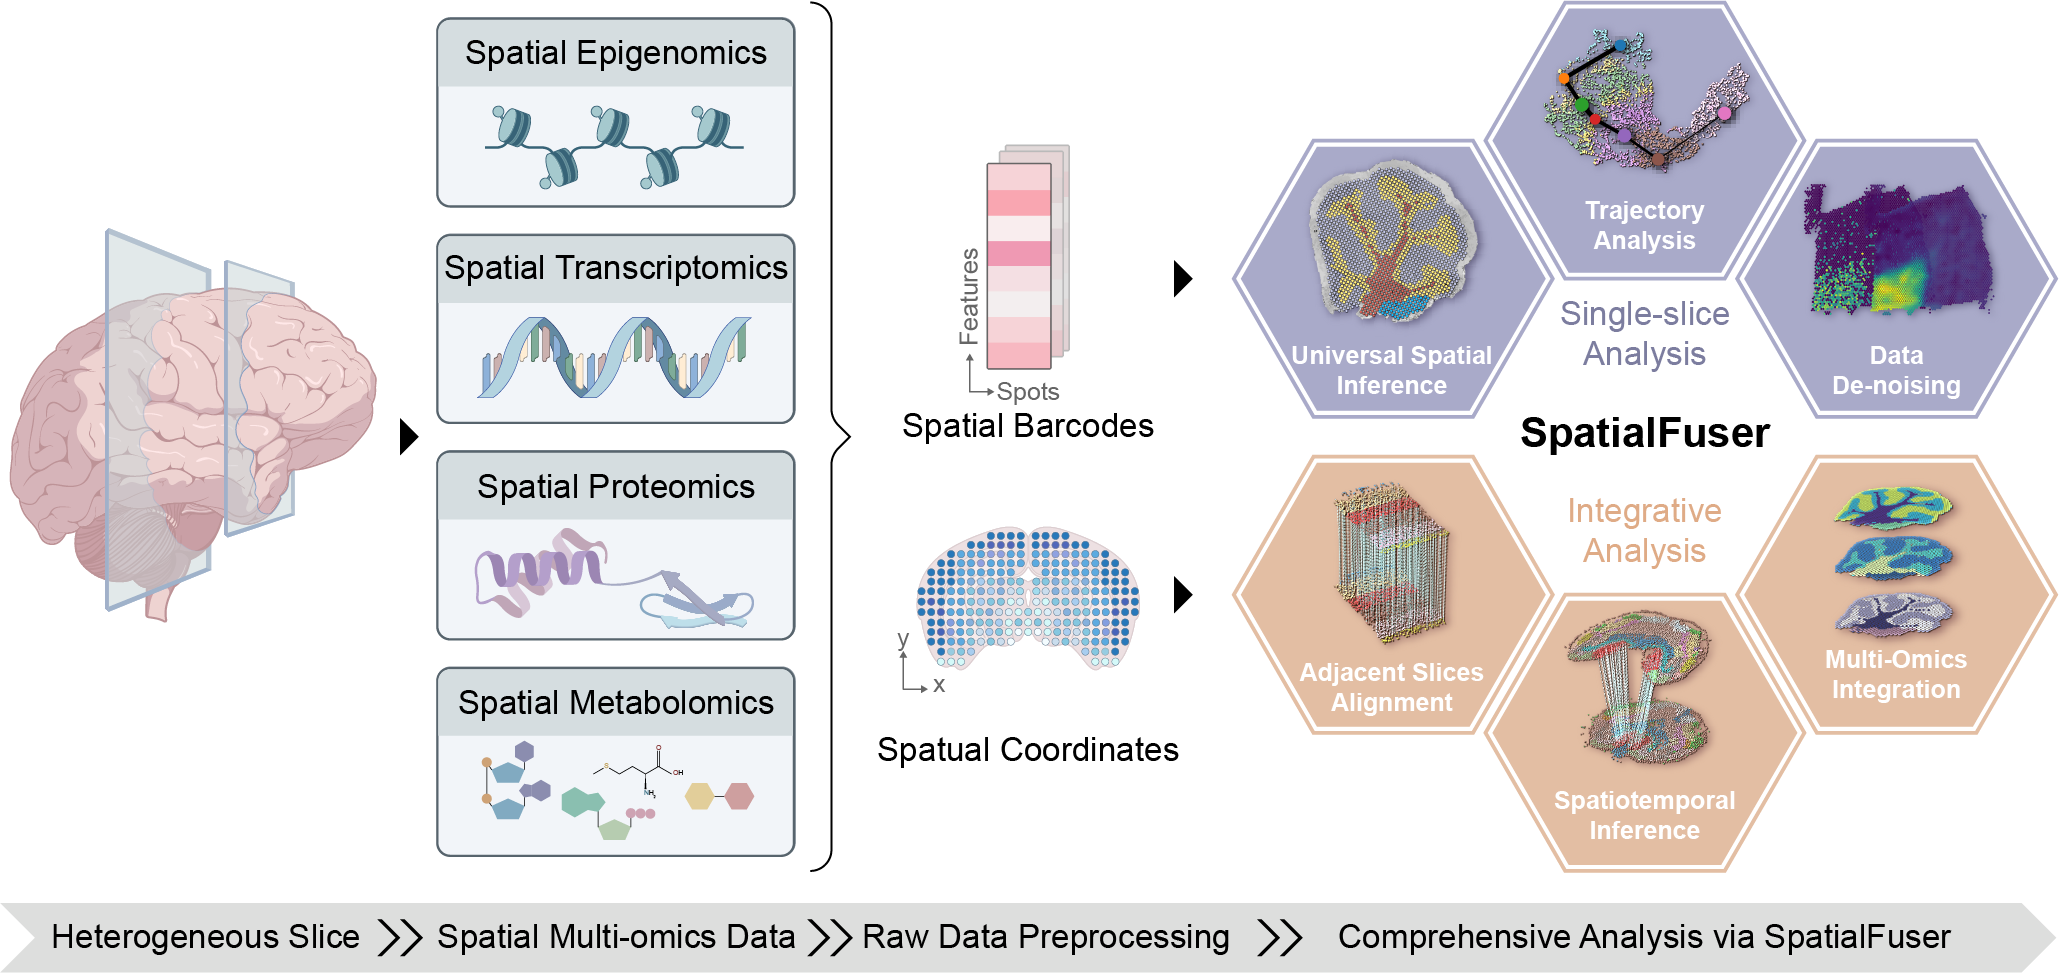 Spatial Epigenomics
Spatial Transcriptomics
Spatial Proteomics
Spatial Metabolomics
S
O
OH
NH2
Features
Spots
Spatial Barcodes
y
x
Spatual Coordinates
Trajectory
Analysis
Universal Spatial
Inference
Data
De-noising
Single-slice
Analysis
SpatialFuser
Integrative
Analysis
Adjacent Slices
Alignment
Spatiotemporal
Inference
Multi-Omics
Integration
Heterogeneous Slice
Spatial Multi-omics Data
Raw Data Preprocessing
Comprehensive Analysis via SpatialFuser